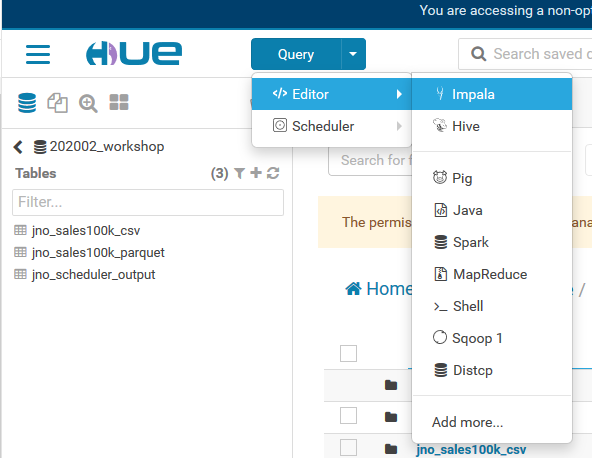 You are accessing a non-op
HUE
Query
Search saved d
Editor
Impala
Scheduler
Hive
202002_workshop
Tables (3)
Search for f
Filter...
Pig
jno_sales100k_csv
Java
jno_sales100k_parquet
The permis
ana
Spark
jno_scheduler_output
MapReduce
Home
/
Shell
Sqoop 1
Distcp
Add more...
jno_sales100k_csv